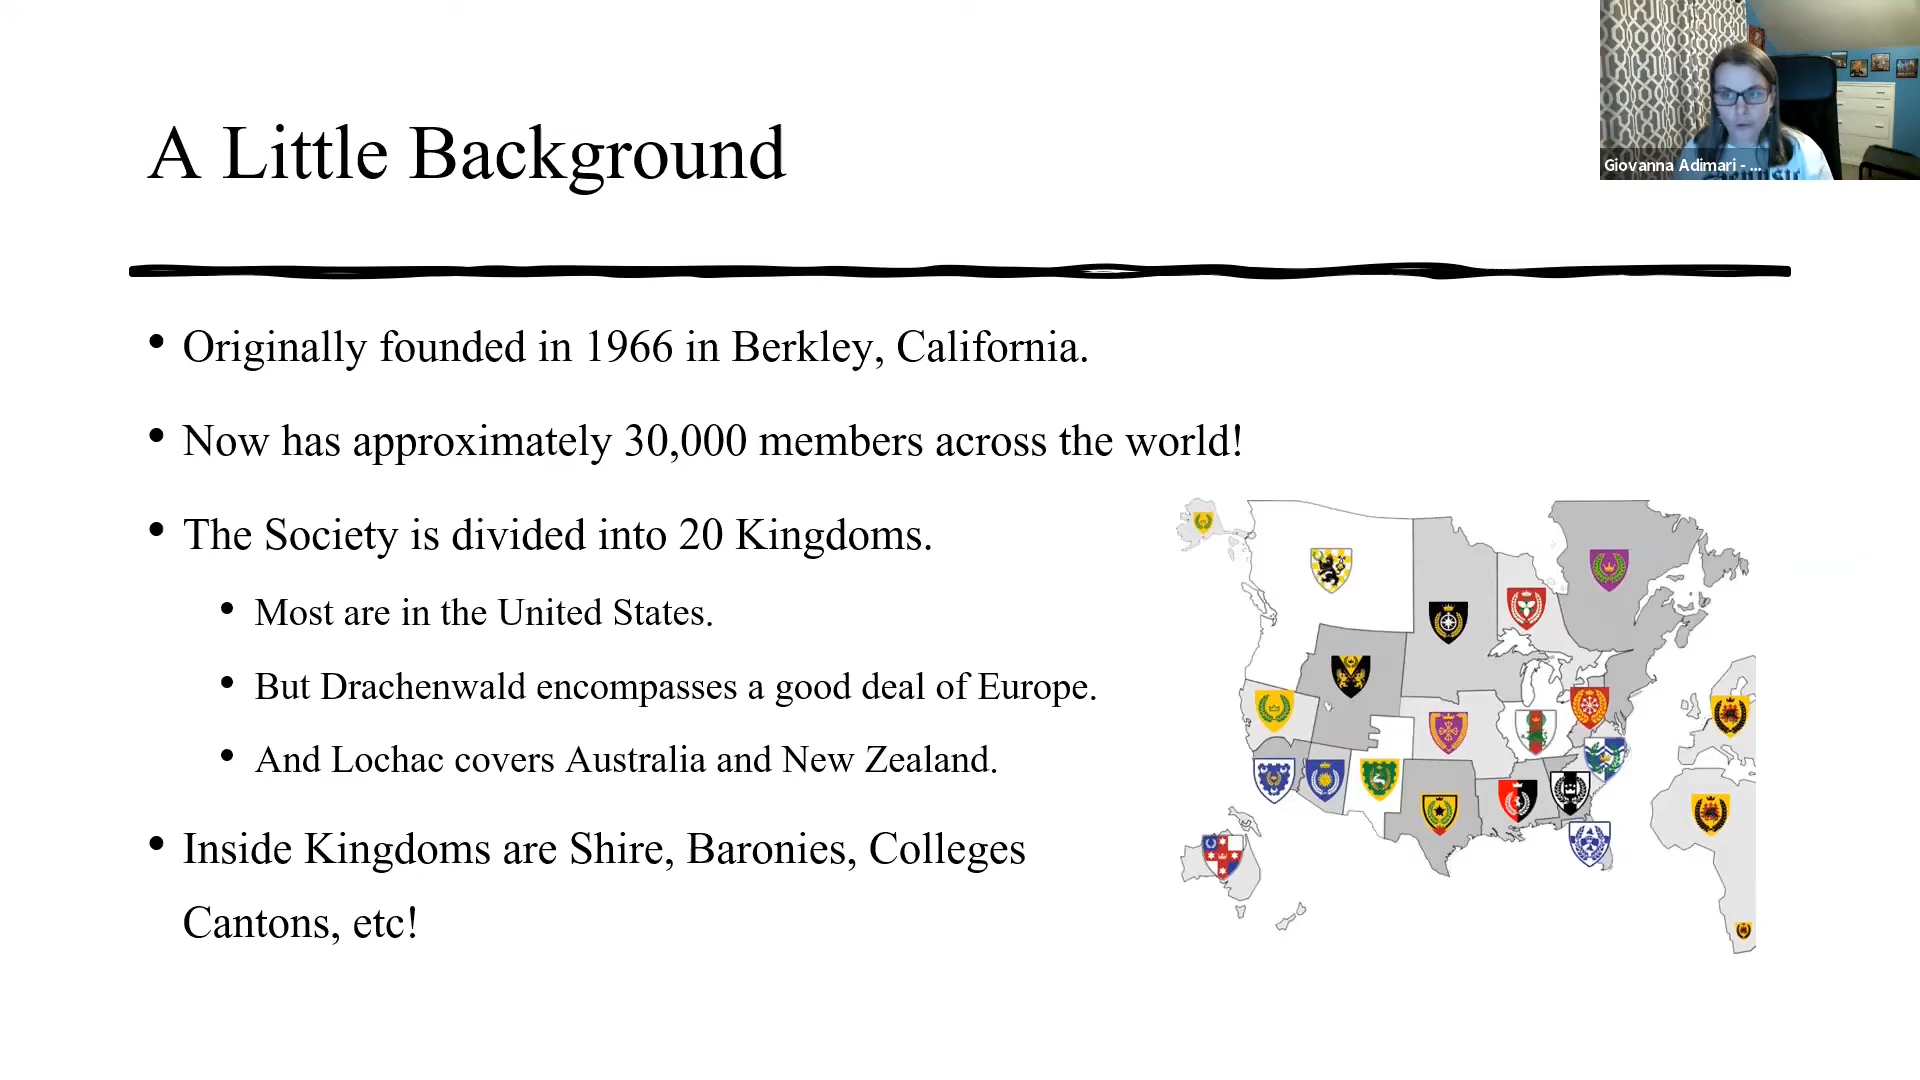 A Little Background
Giovanna Adimari - ...
• Originally founded in 1966 in Berkley, California.
• Now has approximately 30,000 members across the world!
• The Society is divided into 20 Kingdoms.
• Most are in the United States.
• But Drachenwald encompasses a good deal of Europe.
• And Lochac covers Australia and New Zealand.
• Inside Kingdoms are Shire, Baronies, Colleges
Cantons, etc!